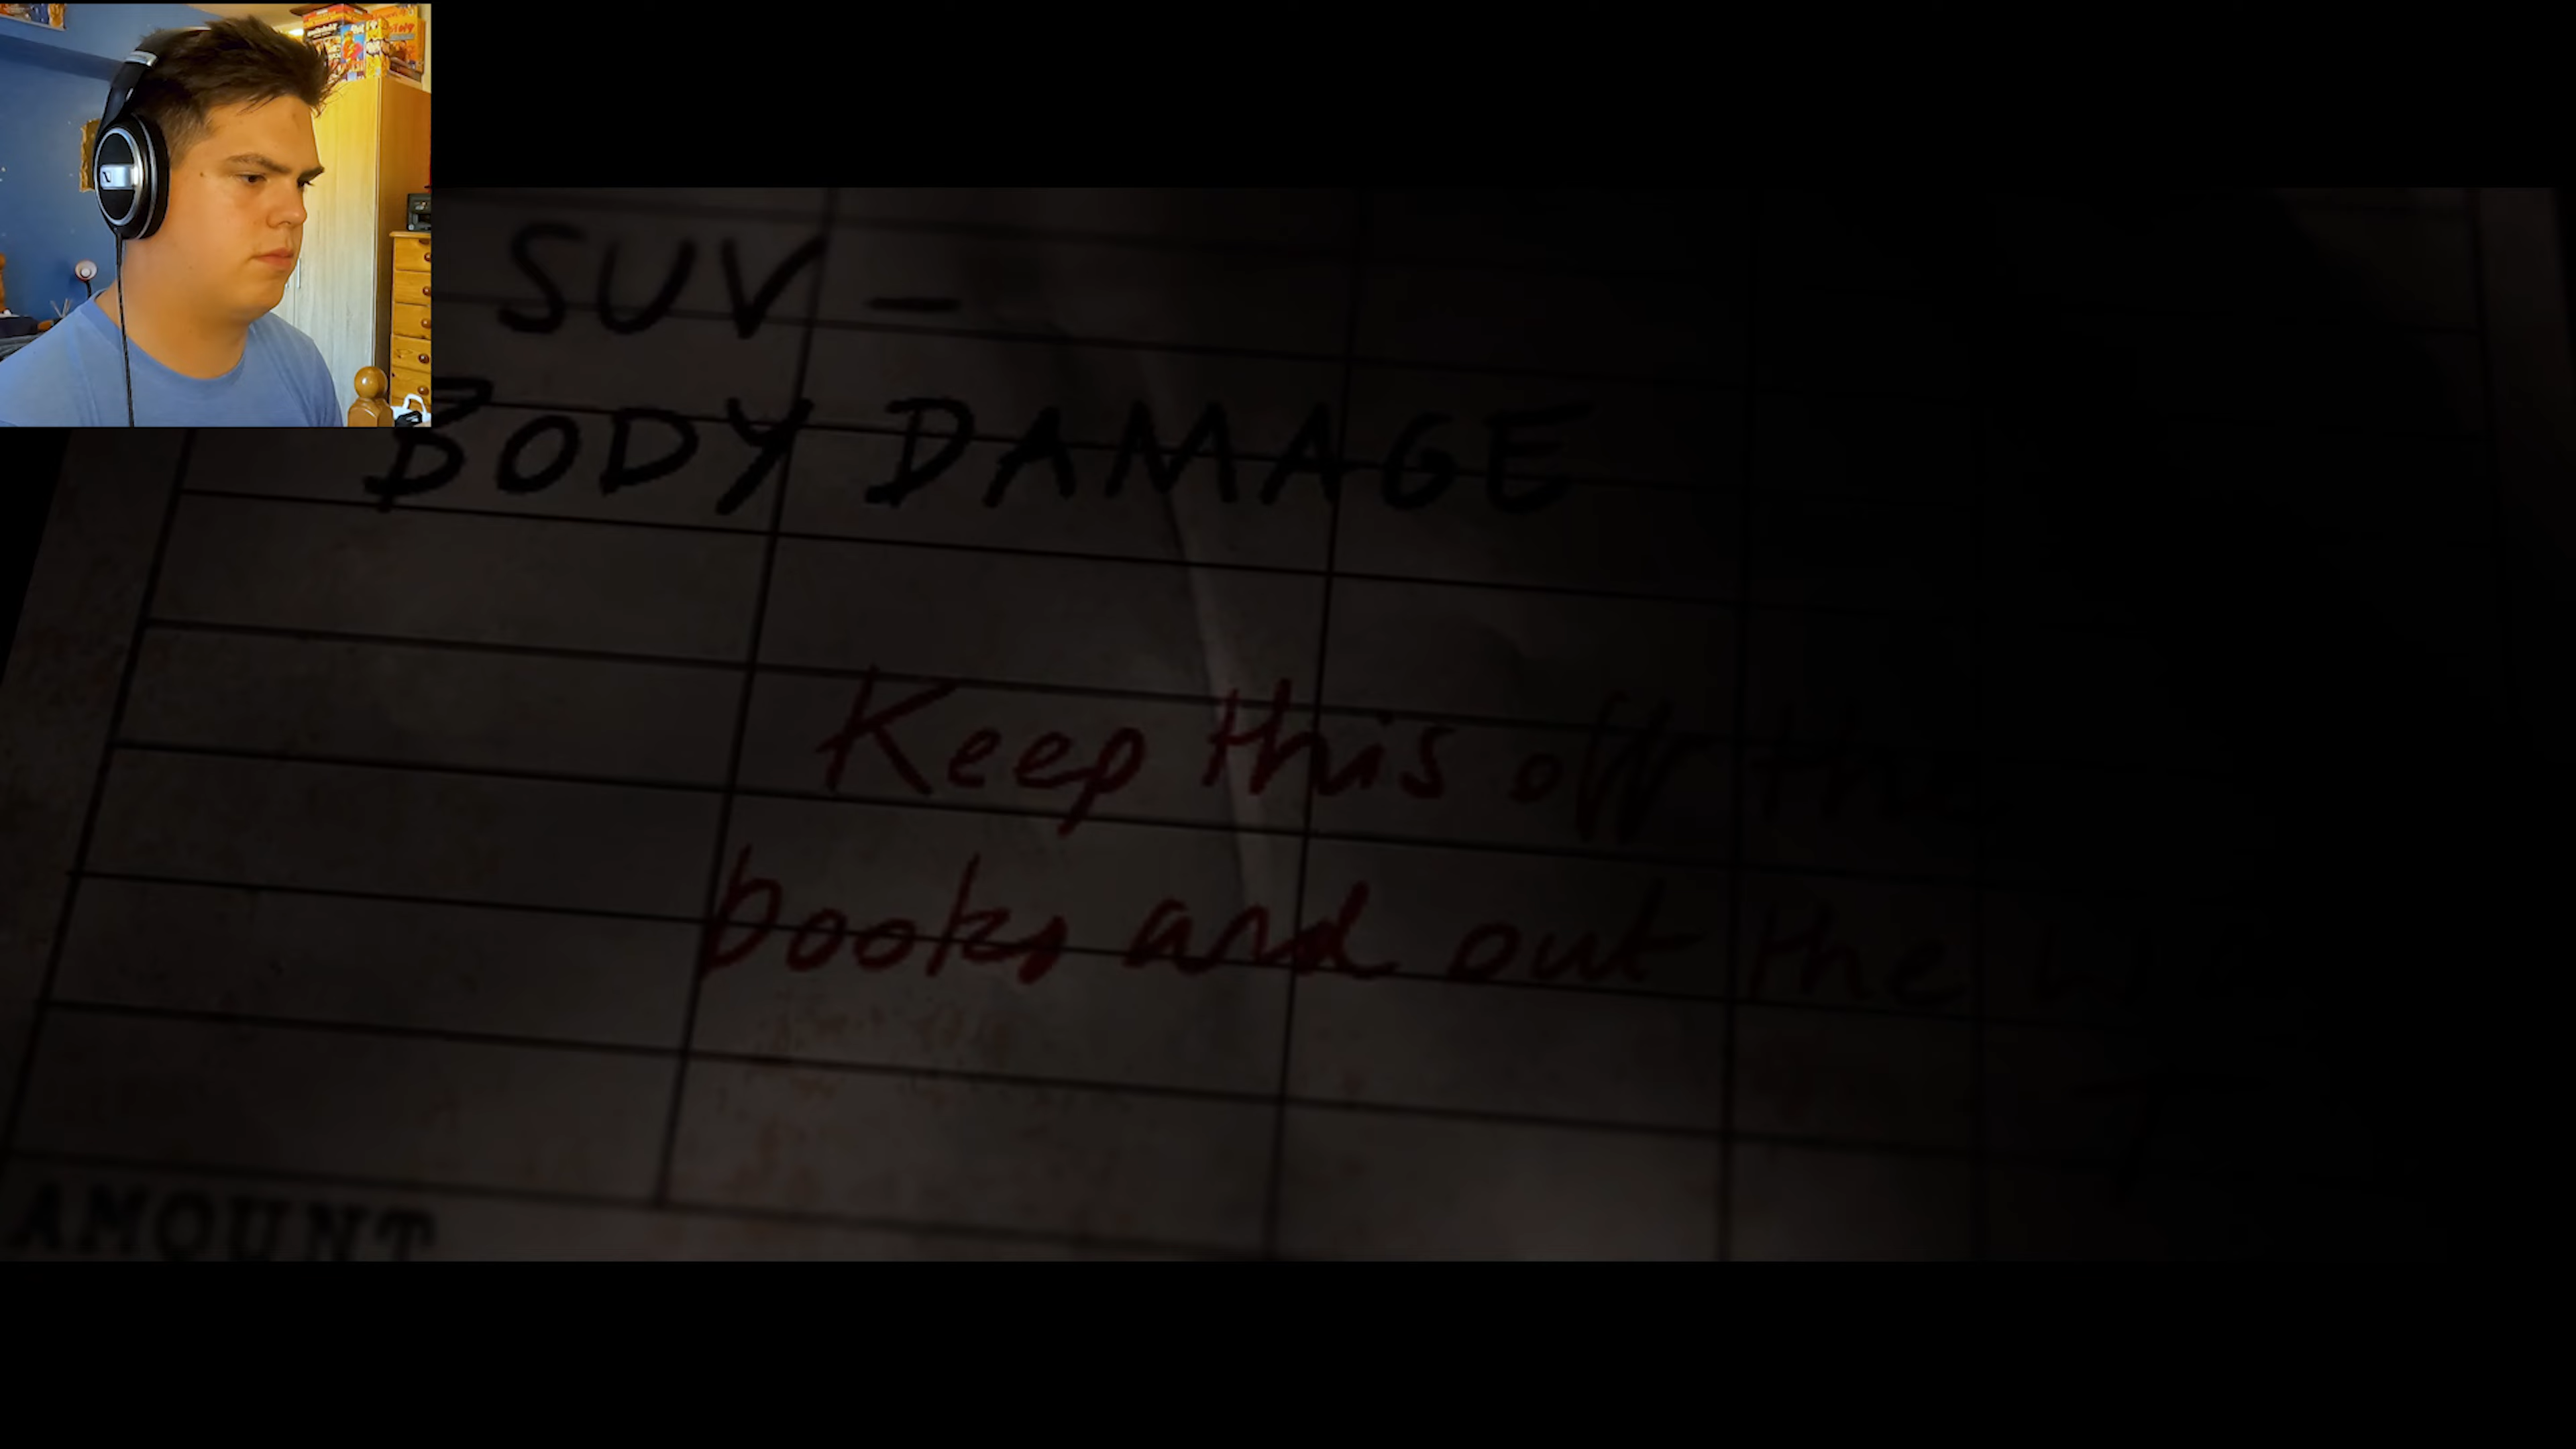 SUV -
BODY DAMAGE
Keep this off the
books and out the
AMOUNT